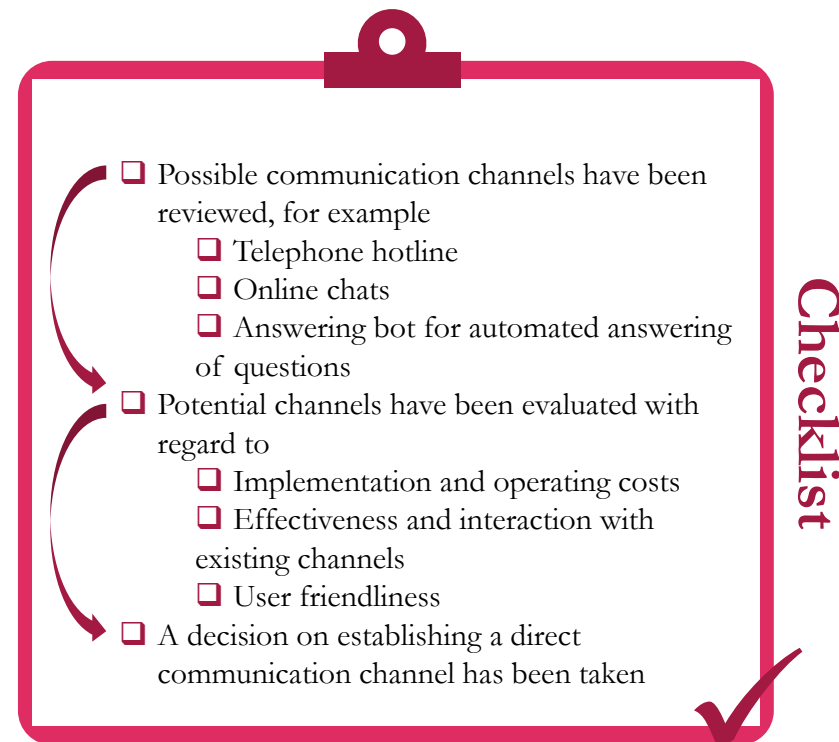 ❑ Possible communication channels have been
reviewed, for example
❑ Telephone hotline
❑ Online chats
❑ Answering bot for automated answering
of questions
❑ Potential channels have been evaluated with
regard to
❑ Implementation and operating costs
❑ Effectiveness and interaction with
existing channels
❑ User friendliness
❑ A decision on establishing a direct
communication channel has been taken
Checklist